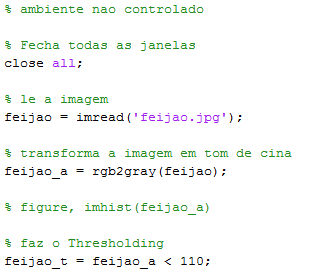 % ambiente nao controlado
% Fecha todas as janelas
close all;
% le a imagem
feijao = imread('feijao.jpg');
% transforma a imagem em tom de cina
feijao_a = rgb2gray(feijao);
% figure, imhist(feijao_a)
% faz o Thresholding
feijao_t = feijao_a < 110;